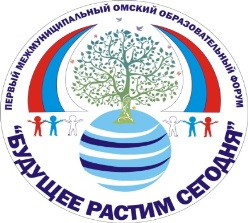 ПЕРВЫЙ МЕЖМУНИЦИПАЛЬНЫЙ ОМСКИЙ ОБРАЗОВАТЕЛЬНЫЙ ФОРУМ
"БУДУЩЕЕ РАСТИМ СЕГОДНЯ"